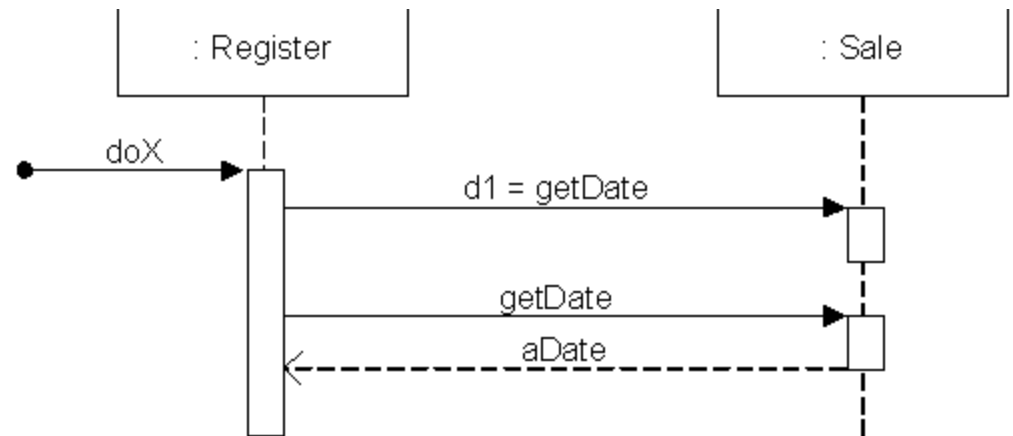 : Register
: Sale
doX
d1 = getDate
getDate
aDate